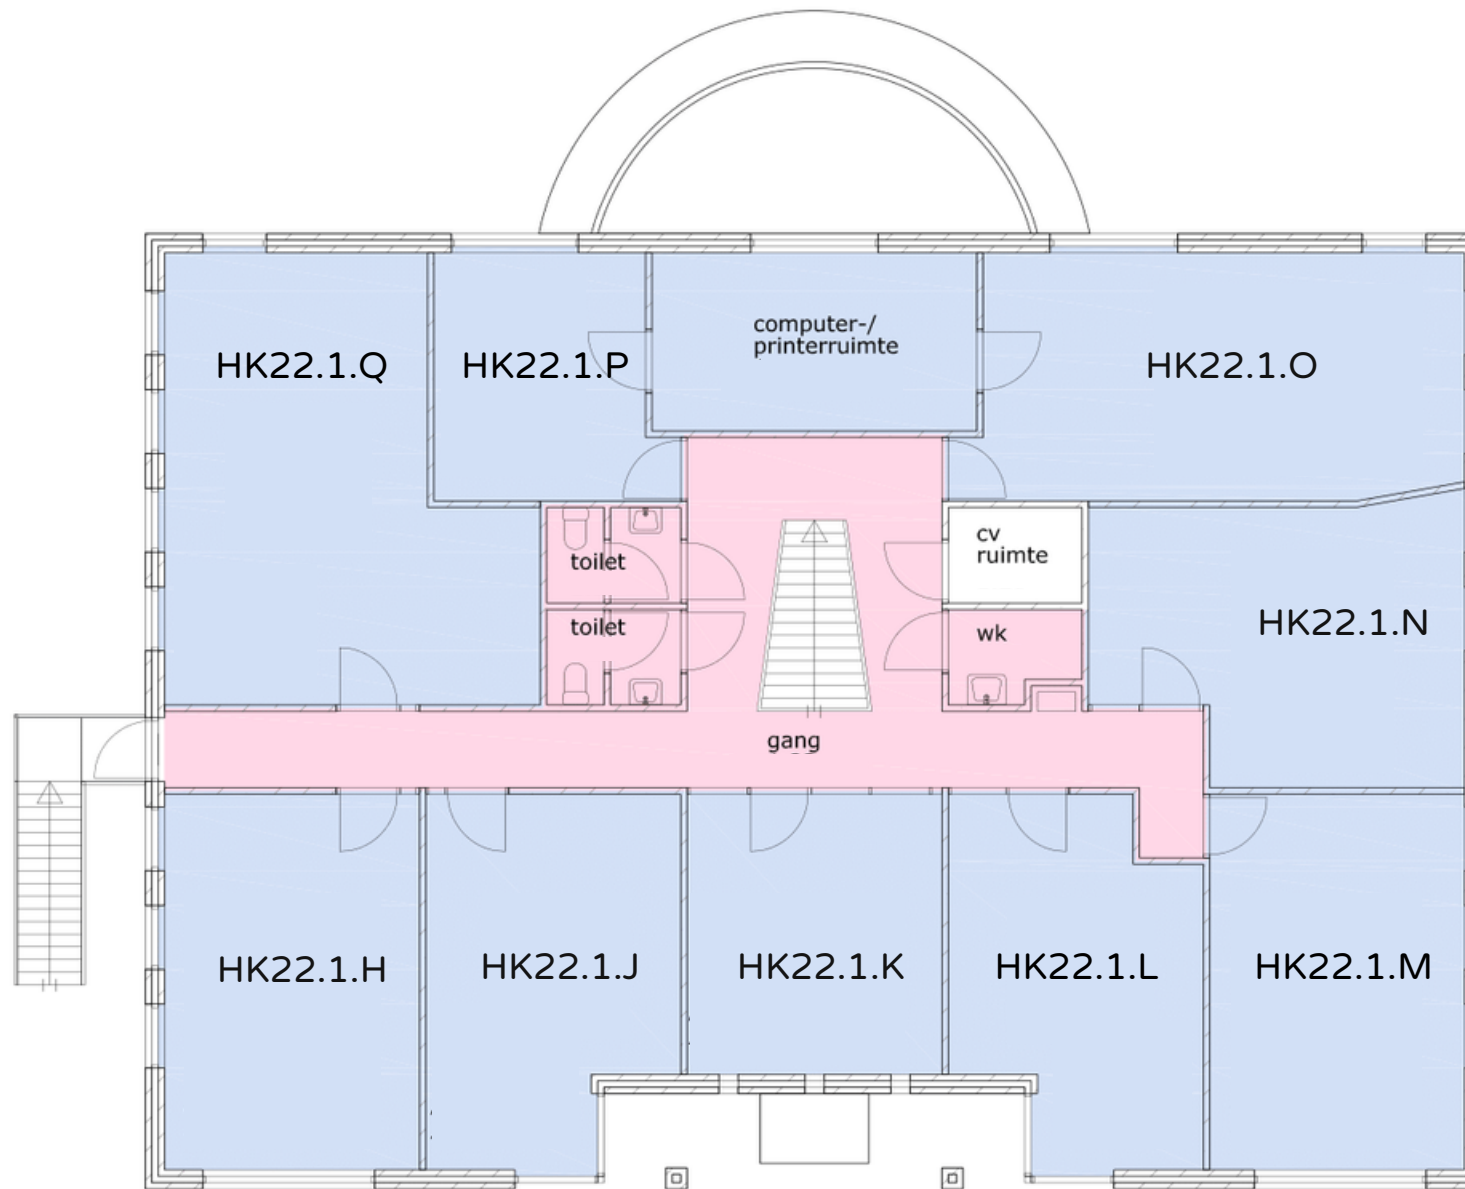 computer-/
printerruimte
HK22.1.Q
HK22.1.P
HK22.1.O
cv
ruimte
toilet
toilet
wk
HK22.1.N
gang
HK22.1.H
HK22.1.J
HK22.1.K
HK22.1.L
HK22.1.M